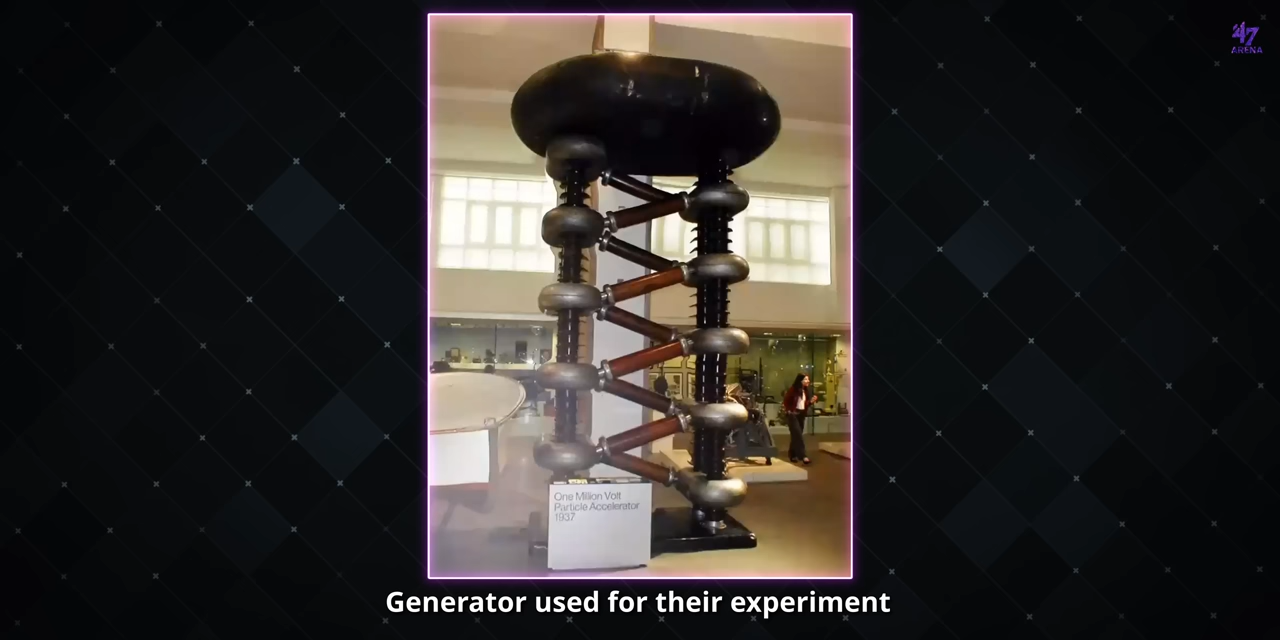 47
ARENA
One Million Volt
Particle Accelerator
1937
Generator used for their experiment